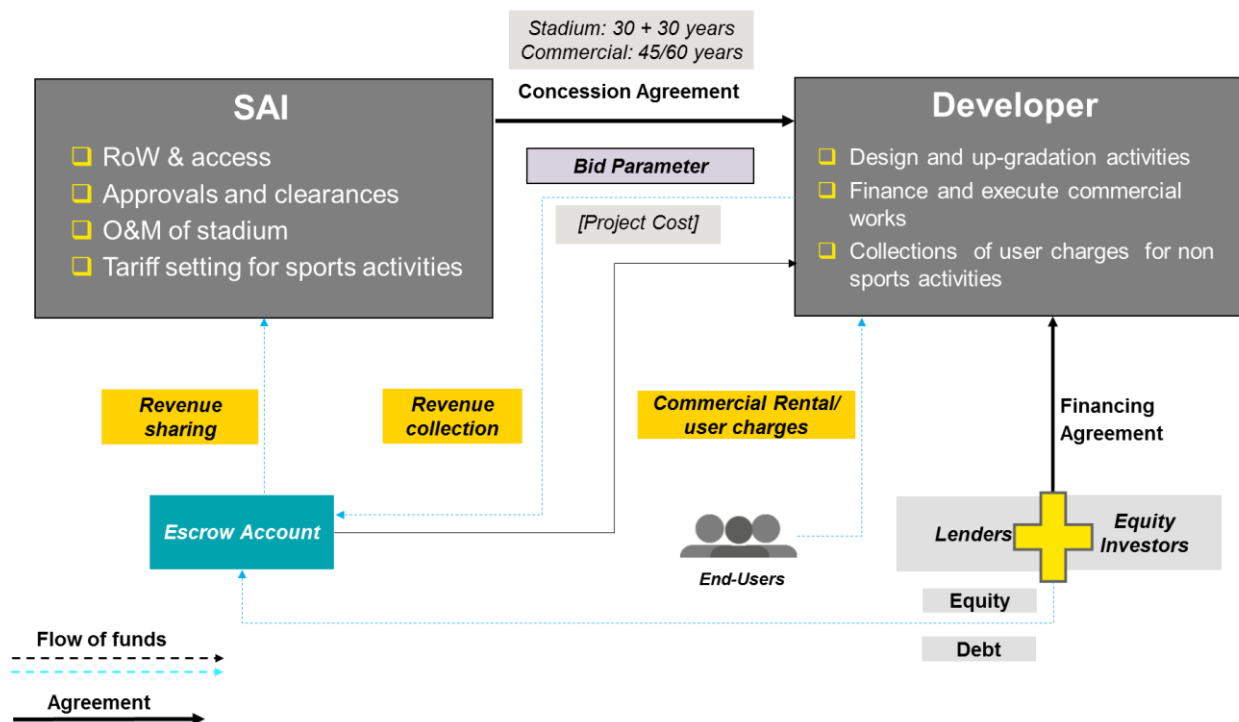 Stadium: 30 + 30 years
Commercial: 45/60 years
Concession Agreement
SAI
RoW & access
Approvals and clearances
O&M of stadium
Tariff setting for sports activities
Bid Parameter
[Project Cost]
Developer
Design and up-gradation activities
Finance and execute commercial
works
Collections of user charges for non
sports activities
Revenue
sharing
Revenue
collection
Commercial Rental/
user charges
Financing
Agreement
Escrow Account
End-Users
Lenders
Equity
Investors
Equity
Debt
Flow of funds
Agreement